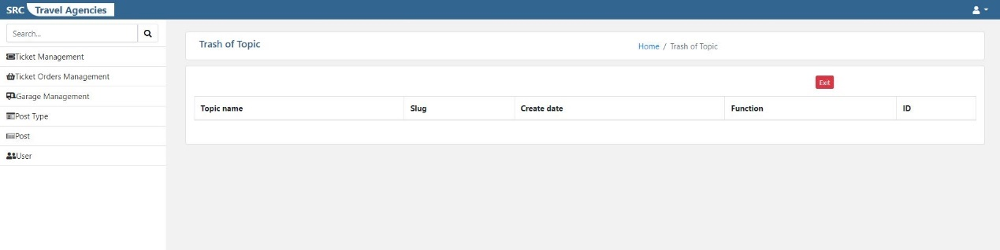 SRC Travel Agencies
Search...
Ticket Management
Ticket Orders Management
Garage Management
Post Type
Post
User
Trash of Topic
Home / Trash of Topic
Exit
Topic name Slug Create date Function ID